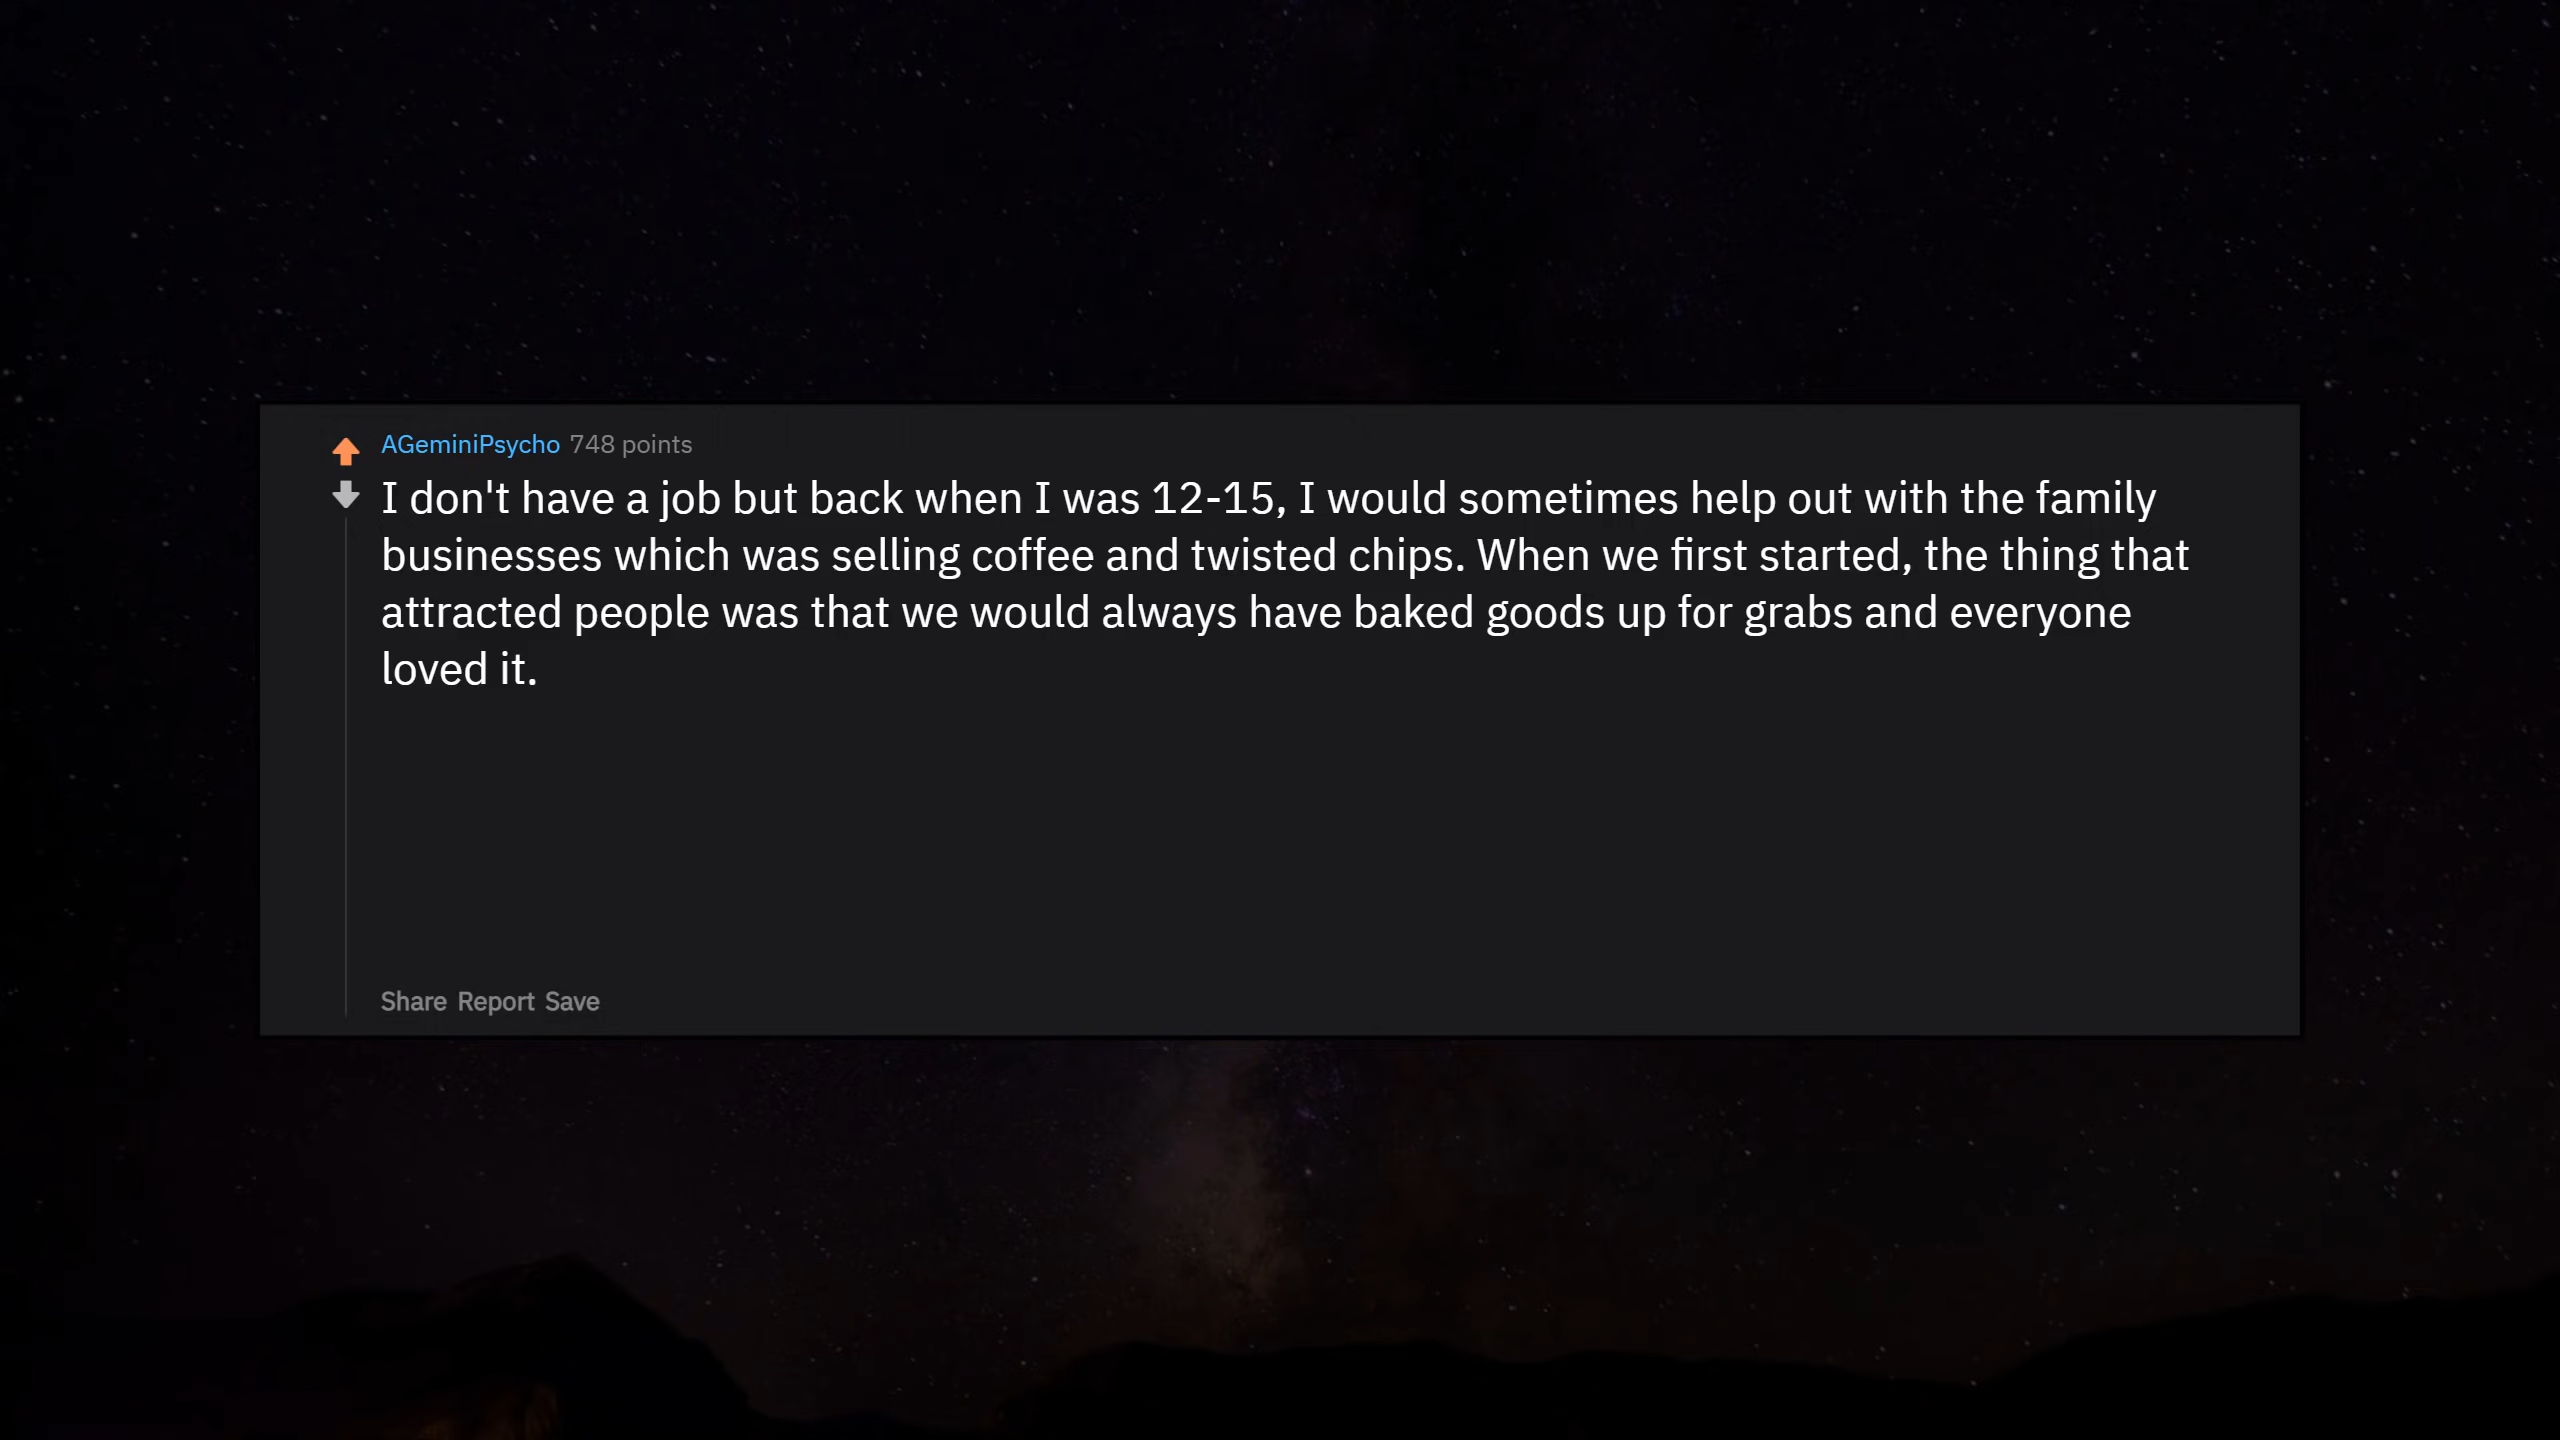 AGeminiPsycho 748 points
I don't have a job but back when I was 12-15, I would sometimes help out with the family
businesses which was selling coffee and twisted chips. When we first started, the thing that
attracted people was that we would always have baked goods up for grabs and everyone
loved it.
Share Report Save